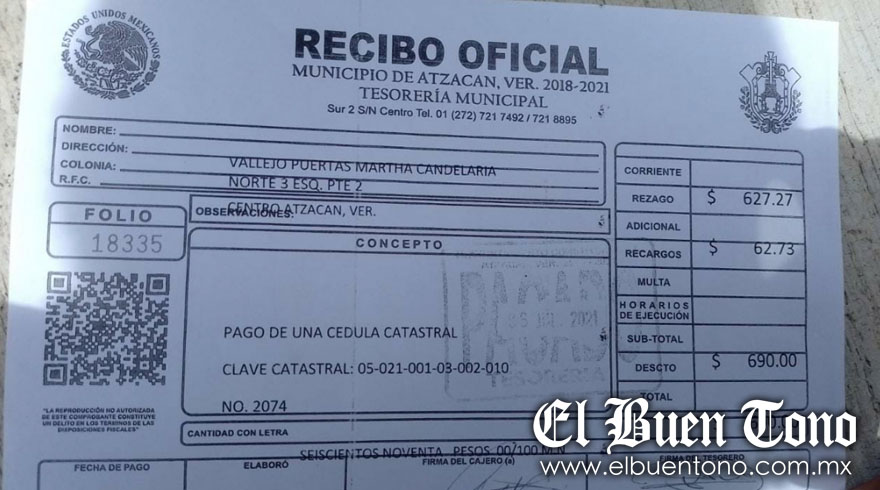 ESTADOS UNIDOS MEXICANOS
RECIBO OFICIAL
MUNICIPIO DE ATZACAN, VER. 2018-2021
TESORERÍA MUNICIPAL
Sur 2 S/N Centro Tel. 01 (272) 721 7492 / 721 8895
NOMBRE:
DIRECCIÓN:
COLONIA:
R.F.C.
VALLEJO PUERTAS MARTHA CANDELARIA
NORTE 3 ESQ. PTE 2
CENTRO ATZACAN, VER.
FOLIO
18335
OBSERVACIONES:
CONCEPTO
PAGO DE UNA CEDULA CATASTRAL
CLAVE CATASTRAL: 05-021-001-03-002-010
NO. 2074
PAGADO
2021
TESORERIA
CORRIENTE
REZAGO $ 627.27
ADICIONAL
RECARGOS $ 62.73
MULTA
HORARIOS DE EJECUCIÓN
SUB-TOTAL
DESCTO $ 690.00
TOTAL
"LA REPRODUCCIÓN NO AUTORIZADA
DE ESTE COMPROBANTE CONSTITUYE
UN DELITO EN LOS TERMINOS DE LAS
DISPOSICIONES FISCALES"
CANTIDAD CON LETRA
SEISCIENTOS NOVENTA PESOS 00/100 M.N
FECHA DE PAGO
ELABORÓ
FIRMA DEL CAJERO (a)
FIRMA DEL TESORERO
El Buen Tono
www.elbuentono.com.mx